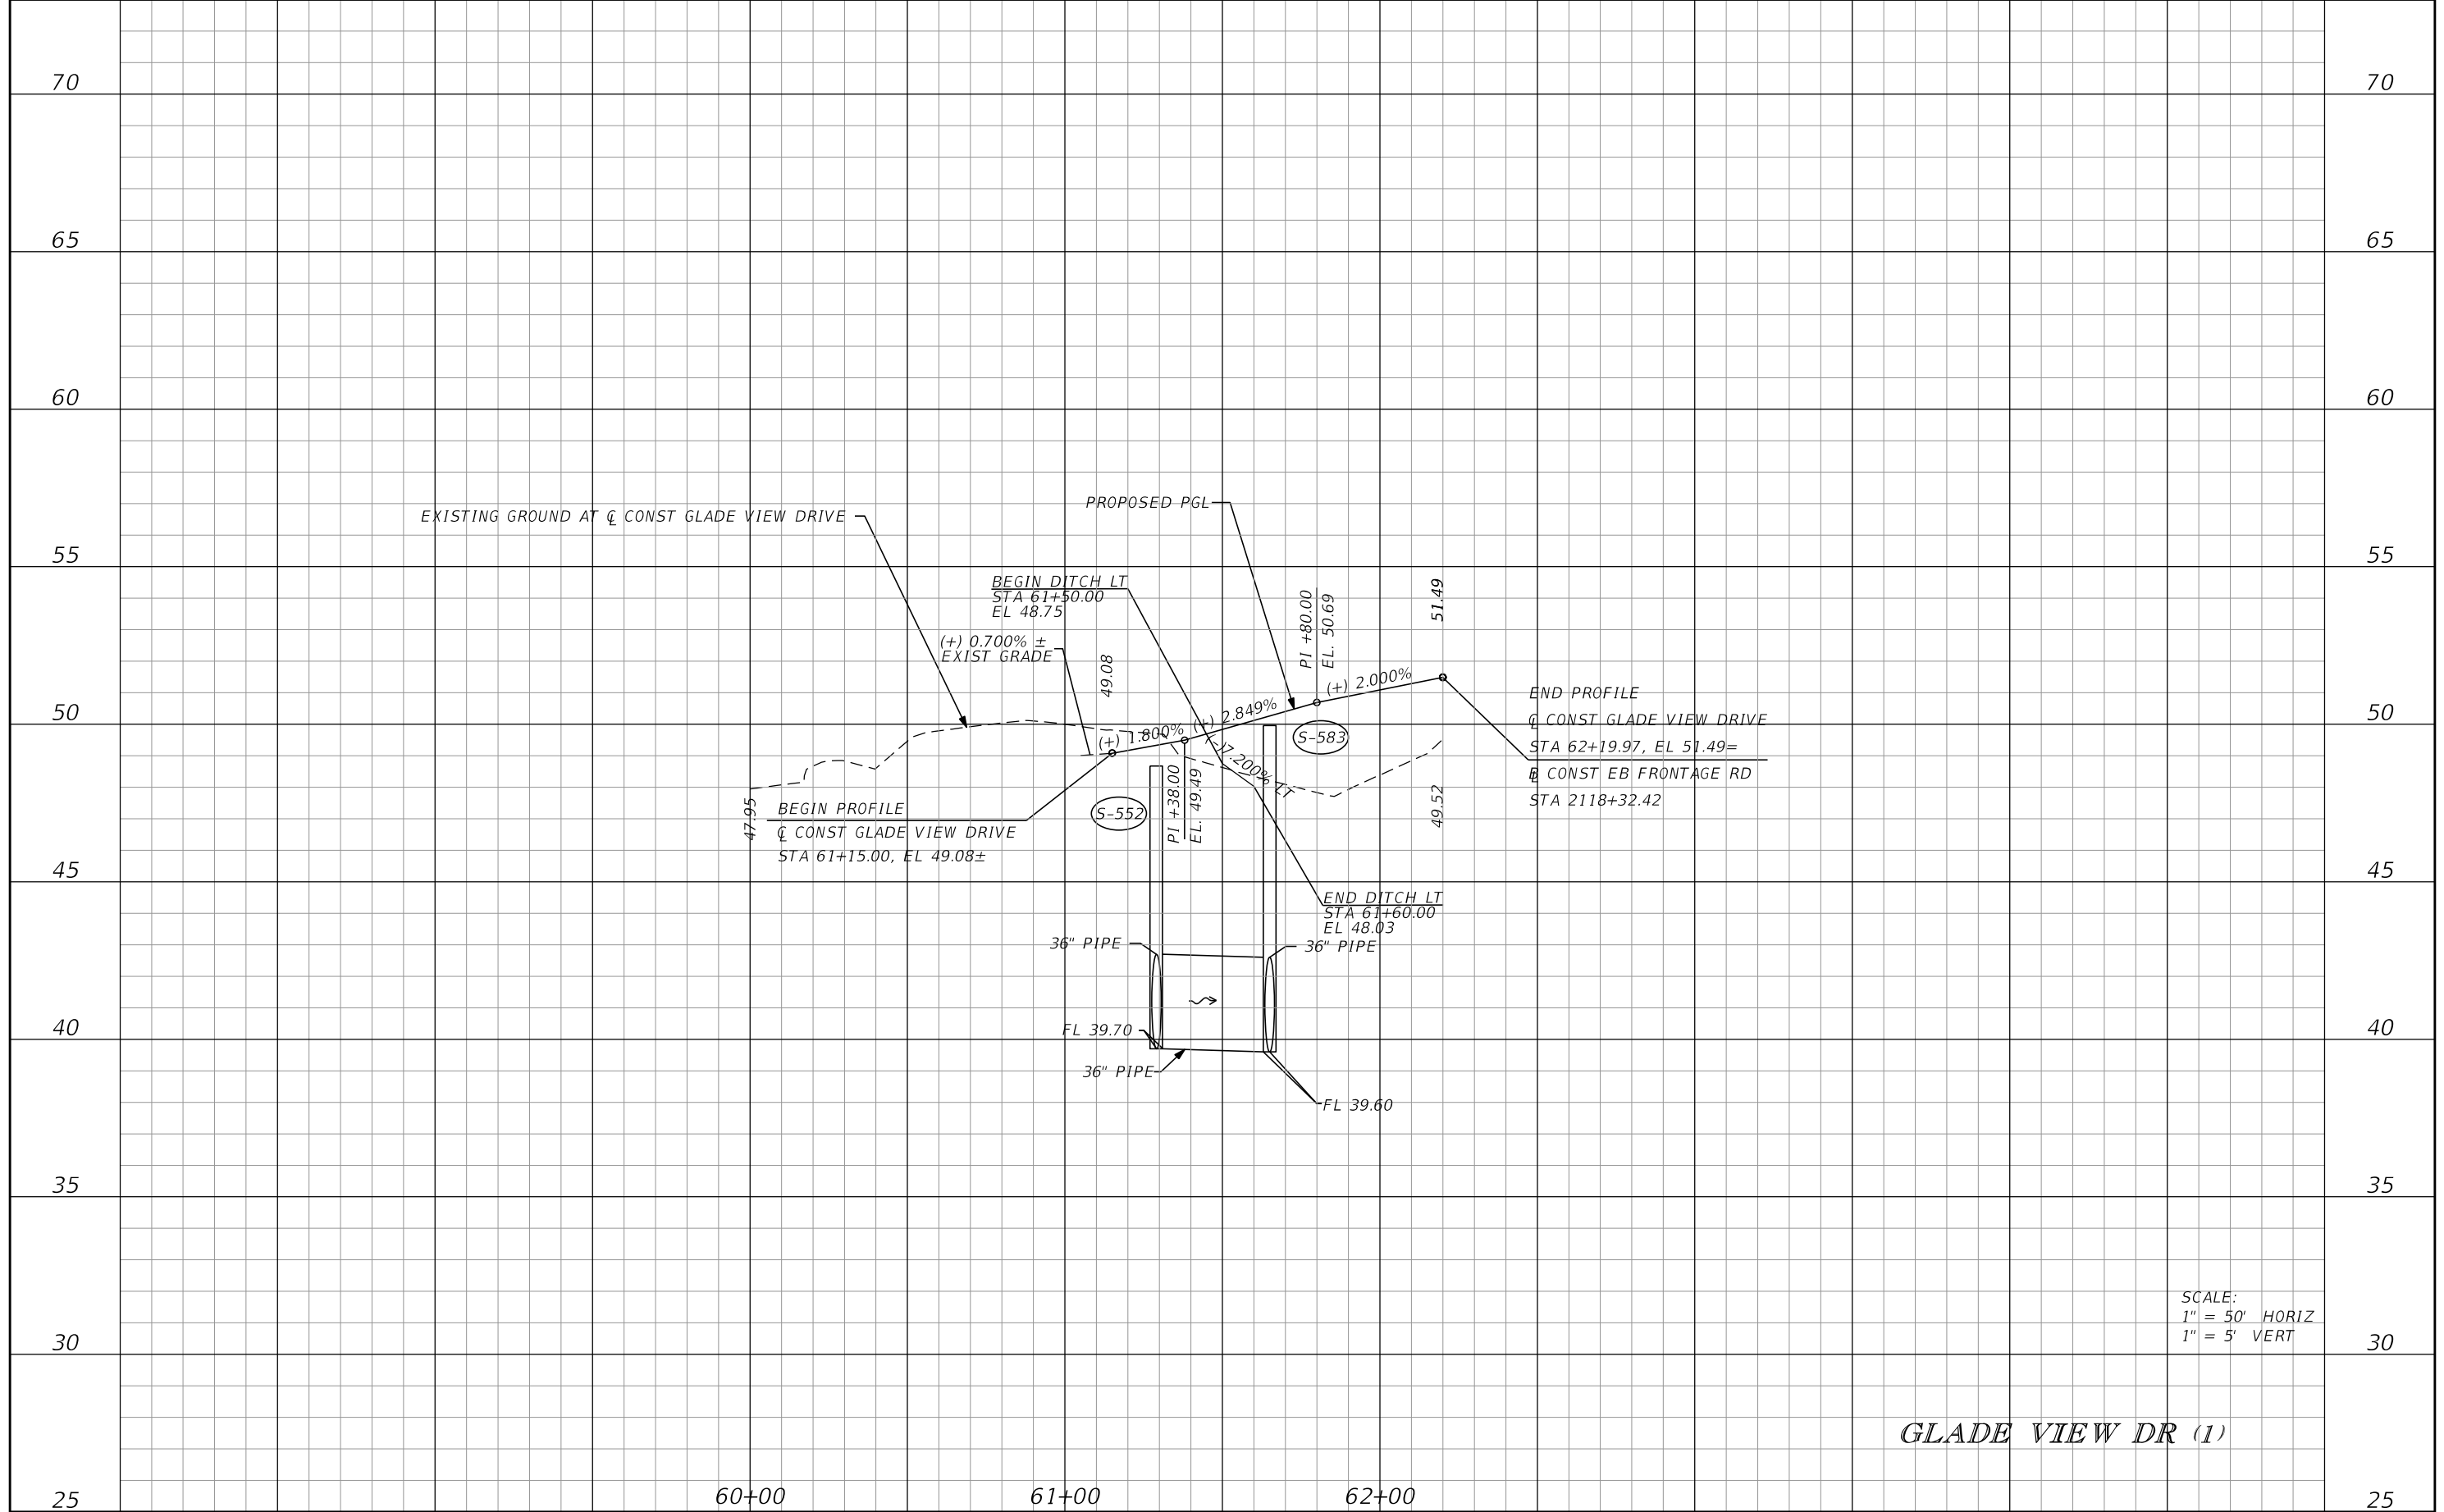 70
70
65
65
60
60
55
55
50
50
45
45
40
40
35
35
30
30
25
25
PROPOSED PGL
EXISTING GROUND AT ℄ CONST GLADE VIEW DRIVE
BEGIN DITCH LT
STA 61+50.00
EL 48.75
(+) 0.700% ±
EXIST GRADE
49.08
PI +80.00
EL. 50.69
51.49
(+) 1.800%
(+) 2.849%
(+) 2.000%
(-)7.200% LT
S-583
S-552
PI +38.00
EL. 49.49
47.95
49.52
BEGIN PROFILE
℄ CONST GLADE VIEW DRIVE
STA 61+15.00, EL 49.08±
END PROFILE
℄ CONST GLADE VIEW DRIVE
STA 62+19.97, EL 51.49=
BL CONST EB FRONTAGE RD
STA 2118+32.42
END DITCH LT
STA 61+60.00
EL 48.03
36" PIPE
36" PIPE
FL 39.70
36" PIPE
FL 39.60
SCALE:
1" = 50' HORIZ
1" = 5' VERT
GLADE VIEW DR (1)
60+00
61+00
62+00